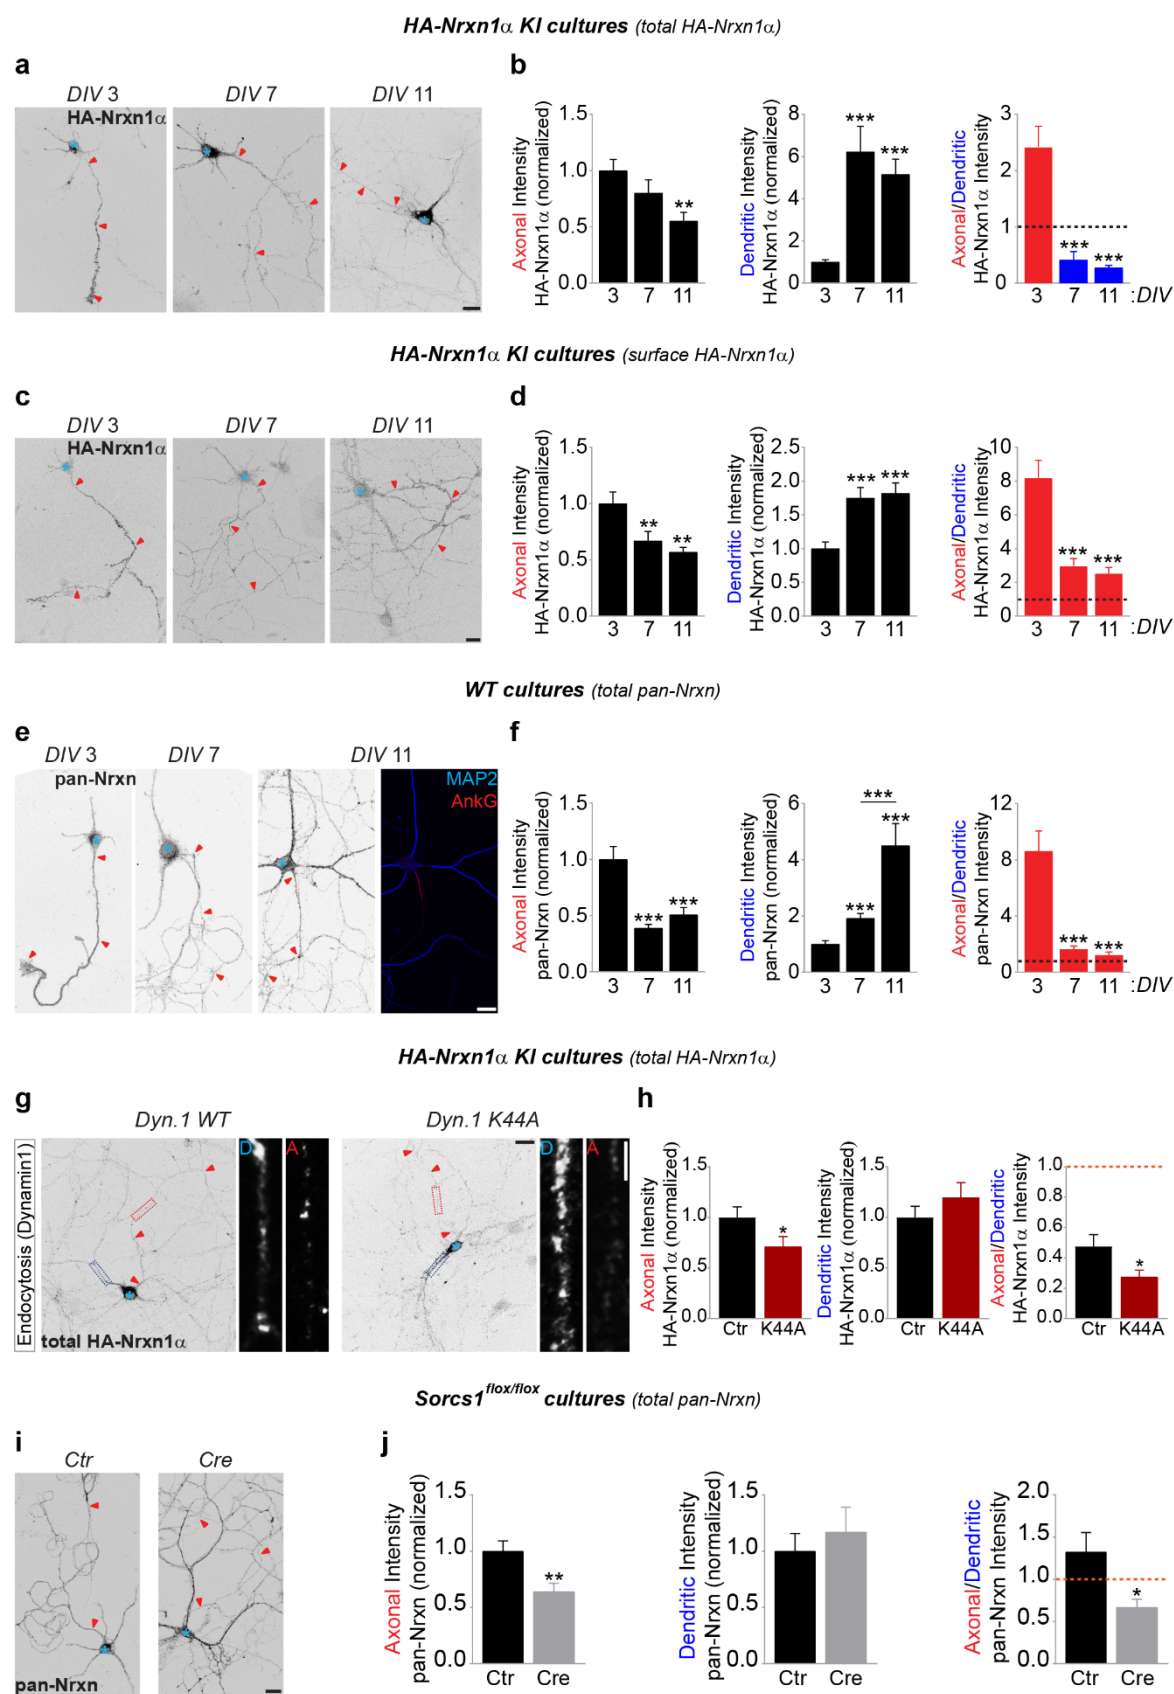 HA-Nrxn1α KI cultures (total HA-Nrxn1α)
a
DIV 3
DIV 7
DIV 11
HA-Nrxn1α
b
Axonal Intensity
HA-Nrxn1α (normalized)
1.5
1.0
0.5
0.0
**
3 7 11
Dendritic Intensity
HA-Nrxn1α (normalized)
8
6
4
2
0
*** ***
3 7 11
Axonal/Dendritic
HA-Nrxn1α Intensity
3
2
1
0
*** ***
3 7 11 :DIV
HA-Nrxn1α KI cultures (surface HA-Nrxn1α)
c
DIV 3
DIV 7
DIV 11
HA-Nrxn1α
d
Axonal Intensity
HA-Nrxn1α (normalized)
1.5
1.0
0.5
0.0
** **
3 7 11
Dendritic Intensity
HA-Nrxn1α (normalized)
2.5
2.0
1.5
1.0
0.5
0.0
*** ***
3 7 11
Axonal/Dendritic
HA-Nrxn1α Intensity
10
8
6
4
2
0
*** ***
3 7 11 :DIV
WT cultures (total pan-Nrxn)
e
DIV 3
DIV 7
DIV 11
pan-Nrxn
MAP2
AnkG
f
Axonal Intensity
pan-Nrxn (normalized)
1.5
1.0
0.5
0.0
*** ***
3 7 11
Dendritic Intensity
pan-Nrxn (normalized)
6
4
2
0
***
*** ***
3 7 11
Axonal/Dendritic
pan-Nrxn Intensity
12
8
4
0
*** ***
3 7 11 :DIV
HA-Nrxn1α KI cultures (total HA-Nrxn1α)
g
Dyn.1 WT
Dyn.1 K44A
Endocytosis (Dynamin1)
D A
D A
total HA-Nrxn1α
h
Axonal Intensity
HA-Nrxn1α (normalized)
1.5
1.0
0.5
0.0
*
Ctr K44A
Dendritic Intensity
HA-Nrxn1α (normalized)
1.5
1.0
0.5
0.0
Ctr K44A
Axonal/Dendritic
HA-Nrxn1α Intensity
1.0
0.8
0.6
0.4
0.2
0.0
*
Ctr K44A
Sorcs1flox/flox cultures (total pan-Nrxn)
i
Ctr
Cre
pan-Nrxn
j
Axonal Intensity
pan-Nrxn (normalized)
1.5
1.0
0.5
0.0
**
Ctr Cre
Dendritic Intensity
pan-Nrxn (normalized)
1.5
1.0
0.5
0.0
Ctr Cre
Axonal/Dendritic
pan-Nrxn Intensity
2.0
1.5
1.0
0.5
0.0
*
Ctr Cre